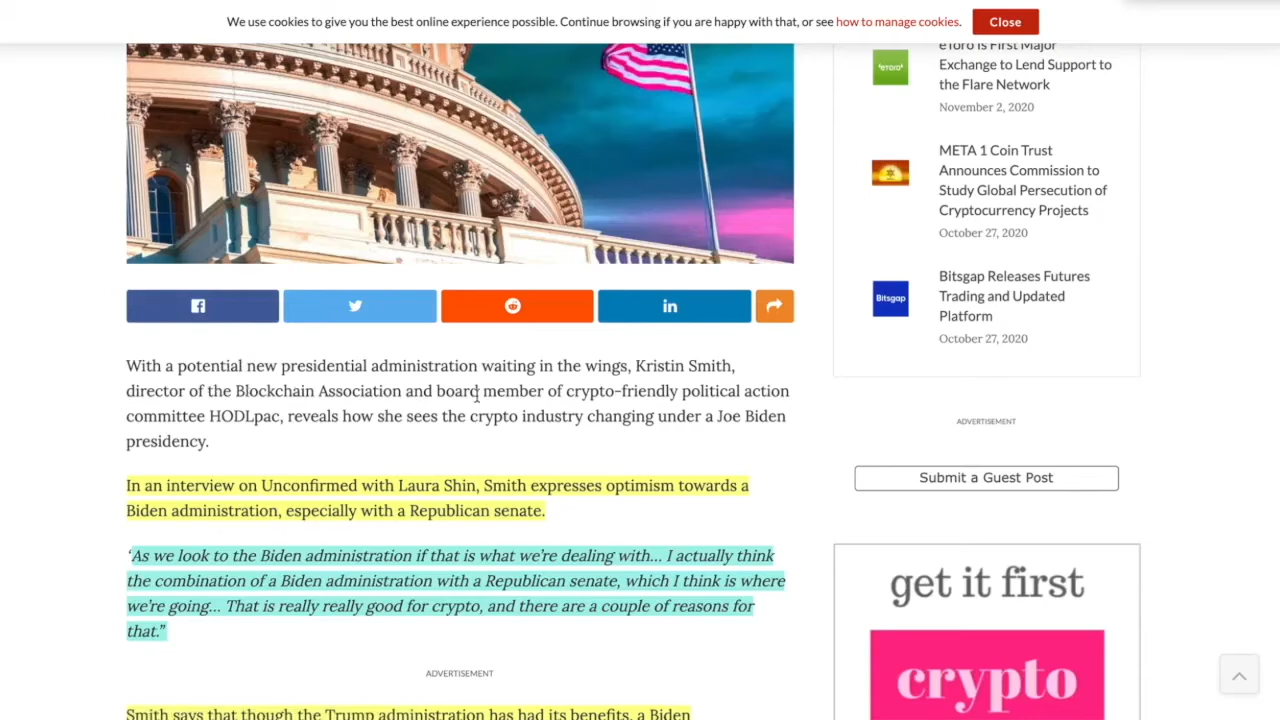 We use cookies to give you the best online experience possible. Continue browsing if you are happy with that, or see how to manage cookies. Close
eToro is First Major
Exchange to Lend Support to
the Flare Network
November 2, 2020
META 1 Coin Trust
Announces Commission to
Study Global Persecution of
Cryptocurrency Projects
October 27, 2020
Bitsgap
Bitsgap Releases Futures
Trading and Updated
Platform
October 27, 2020
With a potential new presidential administration waiting in the wings, Kristin Smith,
director of the Blockchain Association and board member of crypto-friendly political action
committee HODLpac, reveals how she sees the crypto industry changing under a Joe Biden
presidency.
In an interview on Unconfirmed with Laura Shin, Smith expresses optimism towards a
Biden administration, especially with a Republican senate.
‘As we look to the Biden administration if that is what we’re dealing with… I actually think
the combination of a Biden administration with a Republican senate, which I think is where
we’re going… That is really really good for crypto, and there are a couple of reasons for
that.”
ADVERTISEMENT
Smith says that though the Trump administration has had its benefits, a Biden
ADVERTISEMENT
Submit a Guest Post
get it first
crypto